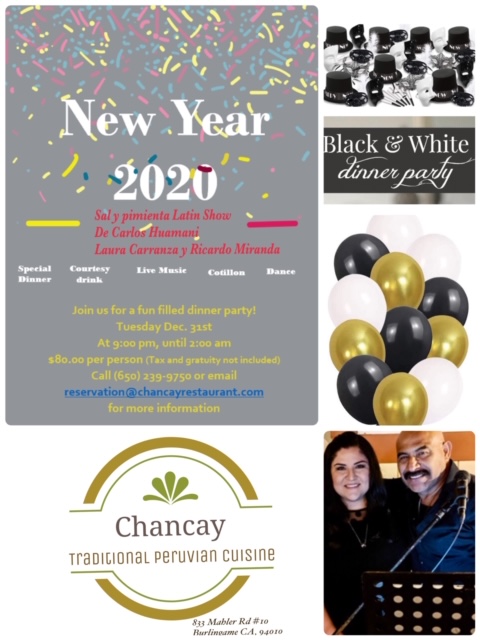 New Year
2020
Sal y pimienta Latin Show
De Carlos Huamani
Laura Carranza y Ricardo Miranda
Special
Dinner
Courtesy
drink
Live Music
Cotillon
Dance
Join us for a fun filled dinner party!
Tuesday Dec. 31st
At 9:00 pm, until 2:00 am
$80.00 per person (Tax and gratuity not included)
Call (650) 239-9750 or email
reservation@chancayrestaurant.com
for more information
Black & White
dinner party
Chancay
Traditional Peruvian Cuisine
833 Mahler Rd #10
Burlingame CA, 94010